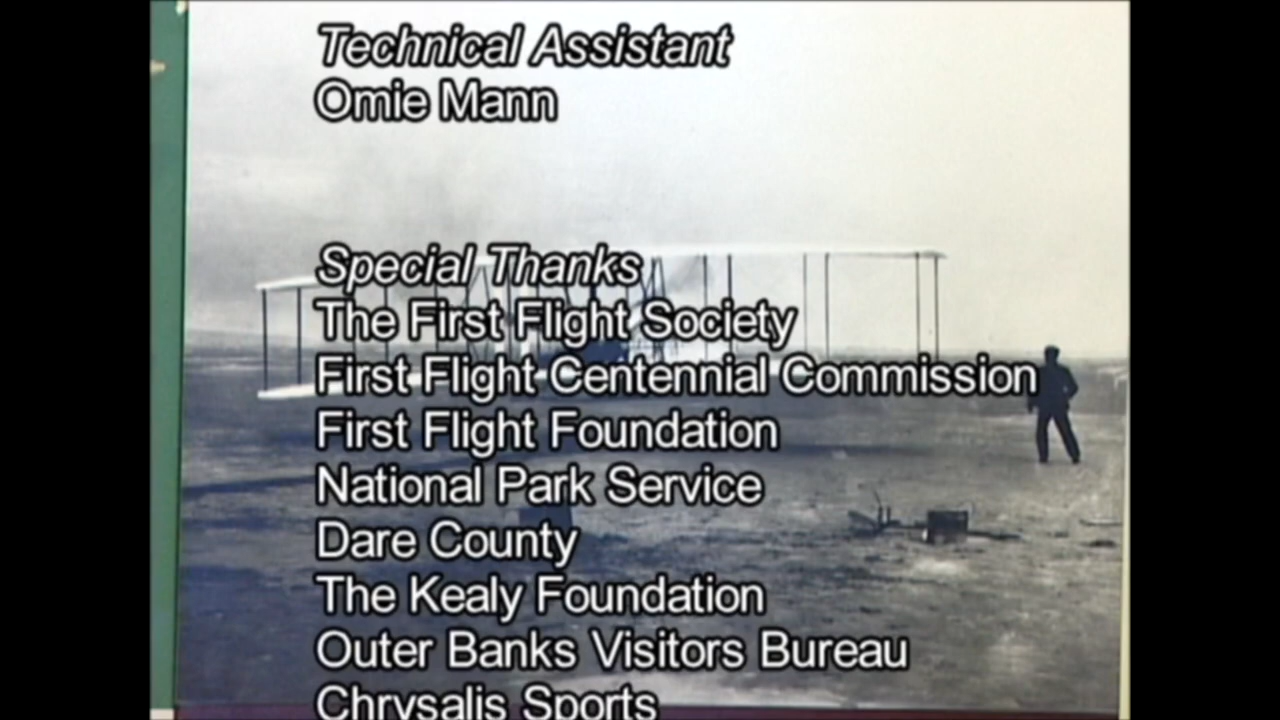 Technical Assistant
Omie Mann
Special Thanks
The First Flight Society
First Flight Centennial Commission
First Flight Foundation
National Park Service
Dare County
The Kealy Foundation
Outer Banks Visitors Bureau
Chrysalis Sports